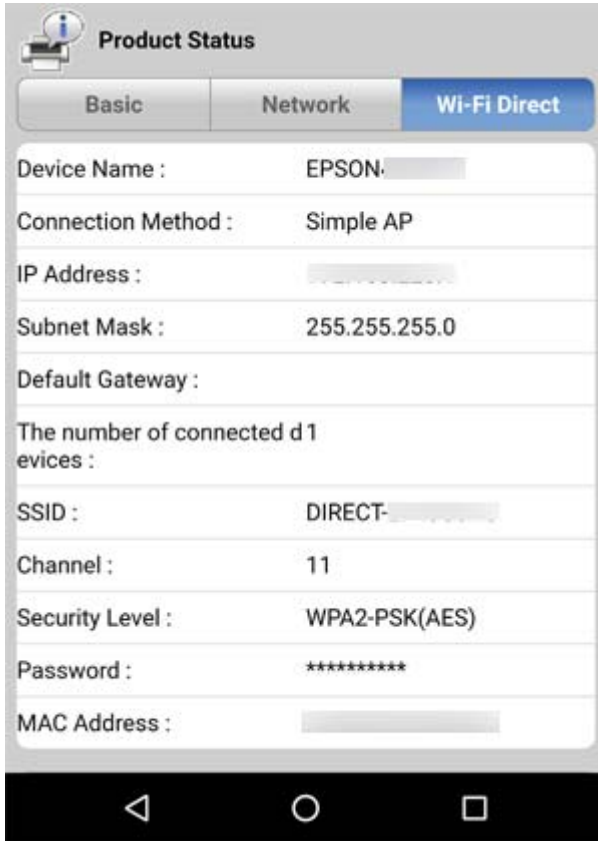 Product Status
Basic Network Wi-Fi Direct
Device Name : EPSON
Connection Method : Simple AP
IP Address :
Subnet Mask : 255.255.255.0
Default Gateway :
The number of connected d 1
evices :
SSID : DIRECT-
Channel : 11
Security Level : WPA2-PSK(AES)
Password : **********
MAC Address :